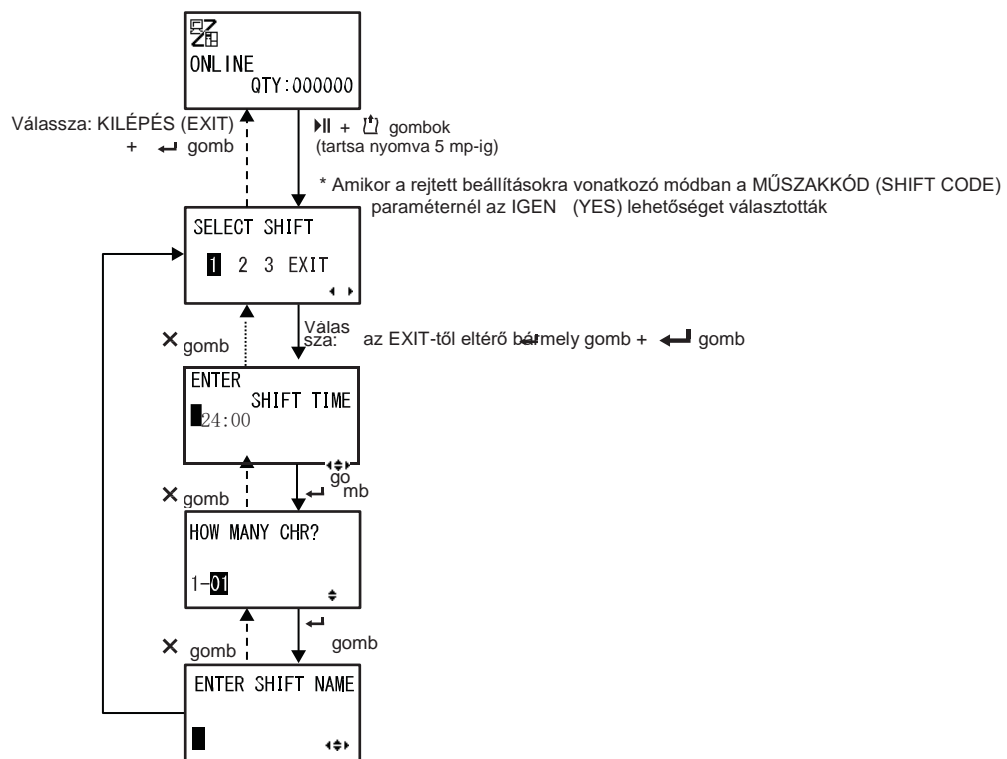 ONLINE
QTY:000000
Válassza: KILÉPÉS (EXIT)
+ ↵ gomb
▶II + gombok
(tartsa nyomva 5 mp-ig)
* Amikor a rejtett beállításokra vonatkozó módban a MŰSZAKKÓD (SHIFT CODE)
paraméternél az IGEN (YES) lehetőséget választották
SELECT SHIFT
1 2 3 EXIT
✕ gomb
Válas
sza: az EXIT-től eltérő bármely gomb + ↵ gomb
ENTER
SHIFT TIME
24:00
✕ gomb
↵ go
mb
HOW MANY CHR?
1-01
✕ gomb
↵
gomb
ENTER SHIFT NAME